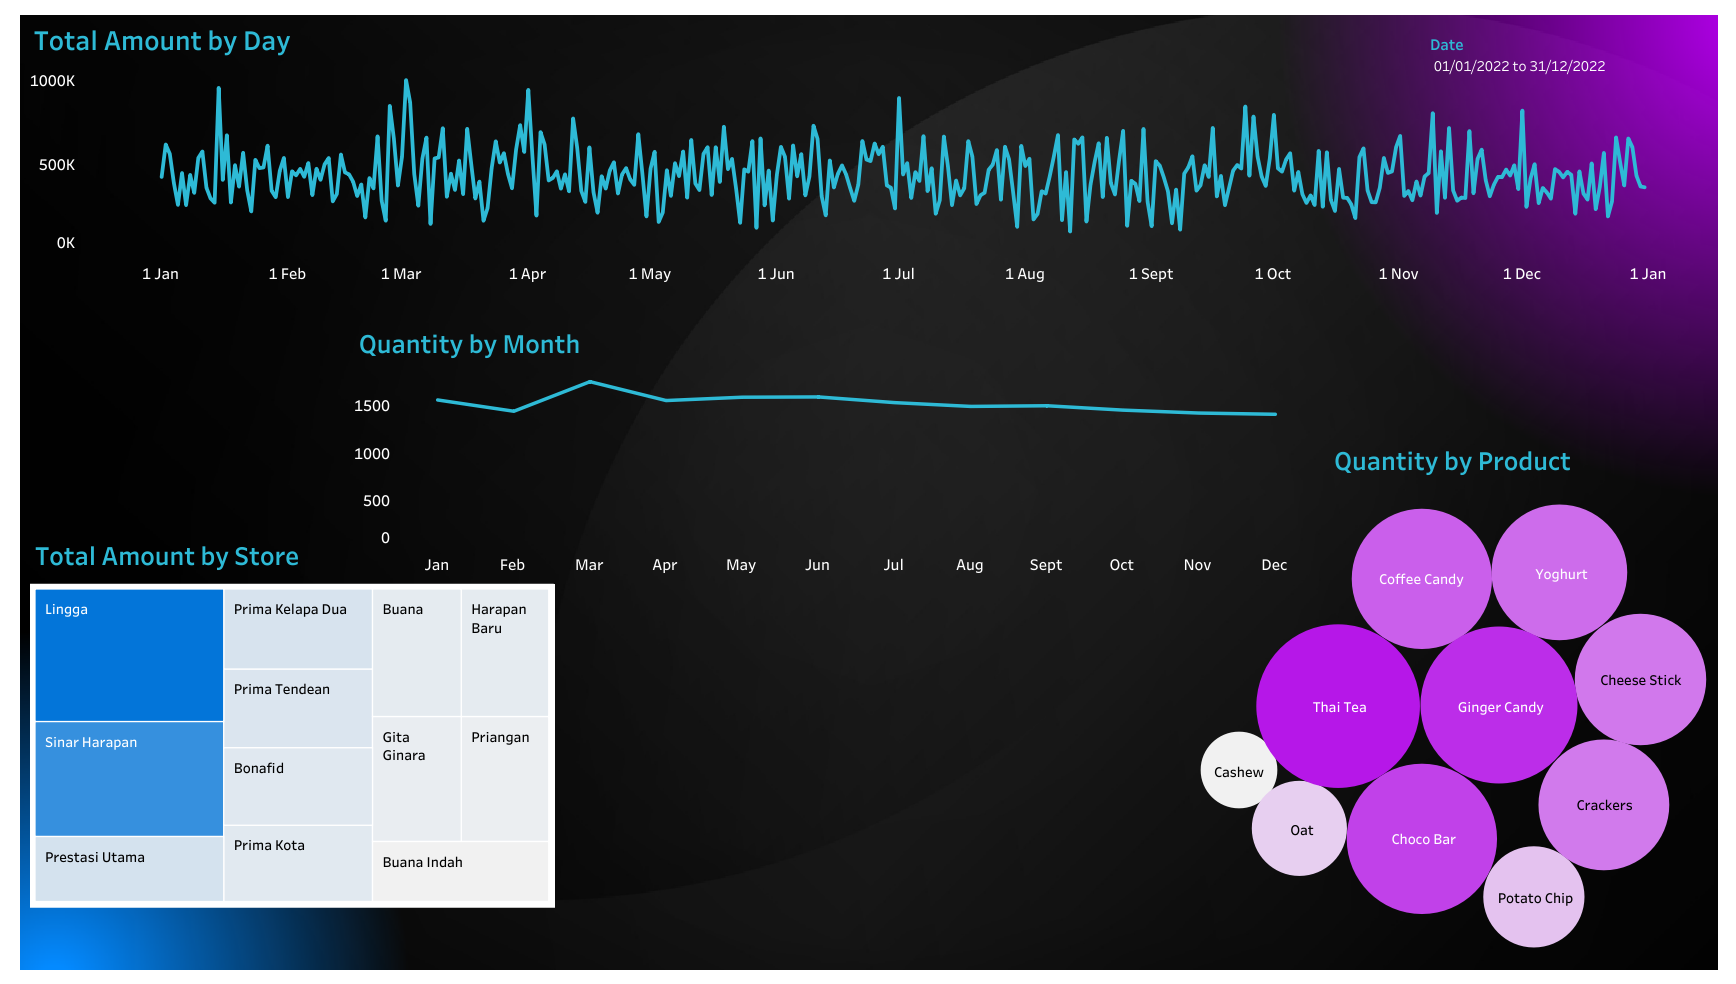 Total Amount by Day
Date
01/01/2022 to 31/12/2022
1000K
500K
0K
1 Jan
1 Feb
1 Mar
1 Apr
1 May
1 Jun
1 Jul
1 Aug
1 Sept
1 Oct
1 Nov
1 Dec
1 Jan
Quantity by Month
1500
1000
500
0
Jan
Feb
Mar
Apr
May
Jun
Jul
Aug
Sept
Oct
Nov
Dec
Total Amount by Store
Lingga
Sinar Harapan
Prestasi Utama
Prima Kelapa Dua
Prima Tendean
Bonafid
Prima Kota
Buana
Harapan
Baru
Gita
Ginara
Priangan
Buana Indah
Quantity by Product
Coffee Candy
Yoghurt
Cheese Stick
Thai Tea
Ginger Candy
Cashew
Crackers
Oat
Choco Bar
Potato Chip